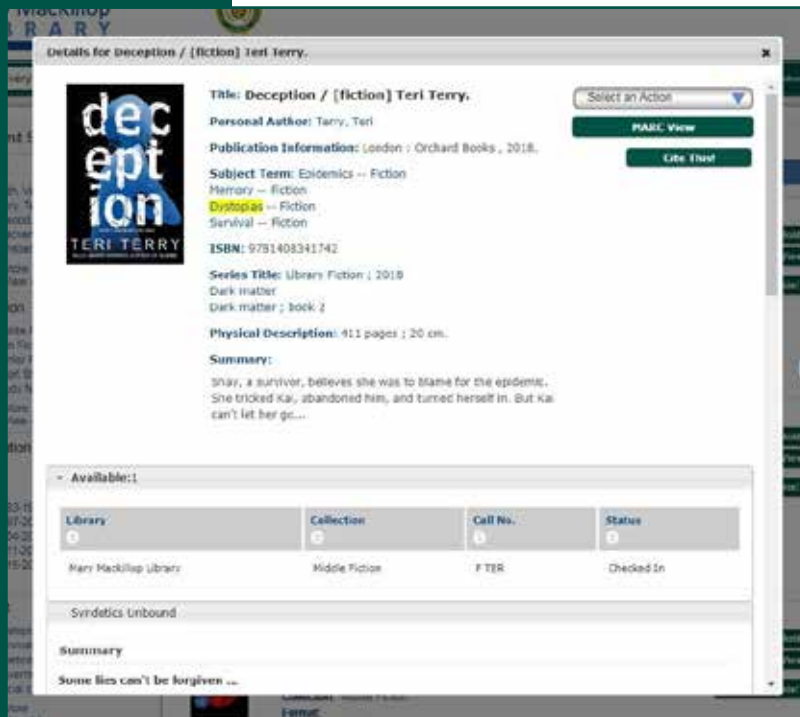 Mackillop
LIBRARY
Details for Deception / [fiction] Teri Terry.
x
dec
ept
ion
TERI TERRY
Title: Deception / [fiction] Teri Terry.
Personal Author: Terry, Teri
Publication Information: London : Orchard Books , 2018.
Subject Term: Epidemics -- Fiction
Memory -- Fiction
Dystopias -- Fiction
Survival -- Fiction
ISBN: 9781408341742
Series Title: Library Fiction ; 2018
Dark matter
Dark matter ; book 2
Physical Description: 411 pages ; 20 cm.
Summary:
Shay, a survivor, believes she was to blame for the epidemic.
She tricked Kai, abandoned him, and turned herself in. But Kai
can't let her go...
Select an Action
MARC View
Cite This!
- Available:1
Library
Collection
Call No.
Status
Mary Mackillop Library
Middle Fiction
F TER
Checked In
Syndetics Unbound
Summary
Some lies can't be forgiven ...
Format